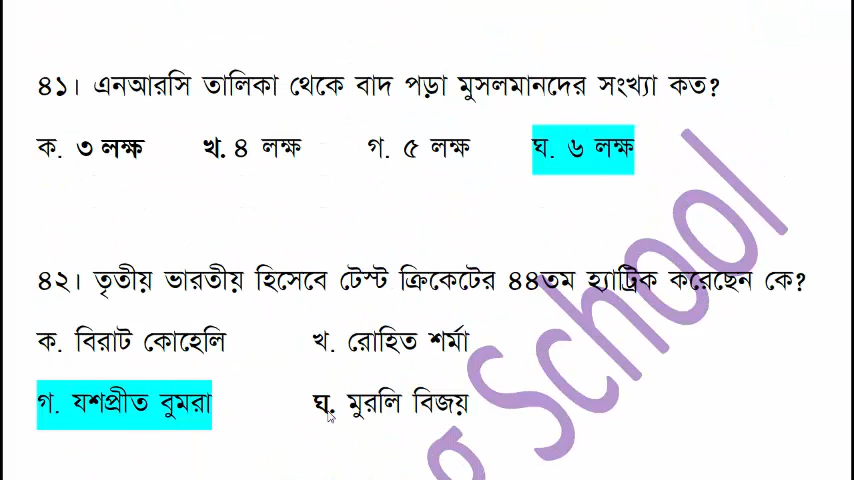 ৪১। এনআরসি তালিকা থেকে বাদ পড়া মুসলমানদের সংখ্যা কত?
ক. ৩ লক্ষ খ. ৪ লক্ষ গ. ৫ লক্ষ ঘ. ৬ লক্ষ
৪২। তৃতীয় ভারতীয় হিসেবে টেস্ট ক্রিকেটের ৪৪তম হ্যাট্রিক করেছেন কে?
ক. বিরাট কোহেলি খ. রোহিত শর্মা
গ. যশপ্রীত বুমরা ঘ. মুরলি বিজয়
School